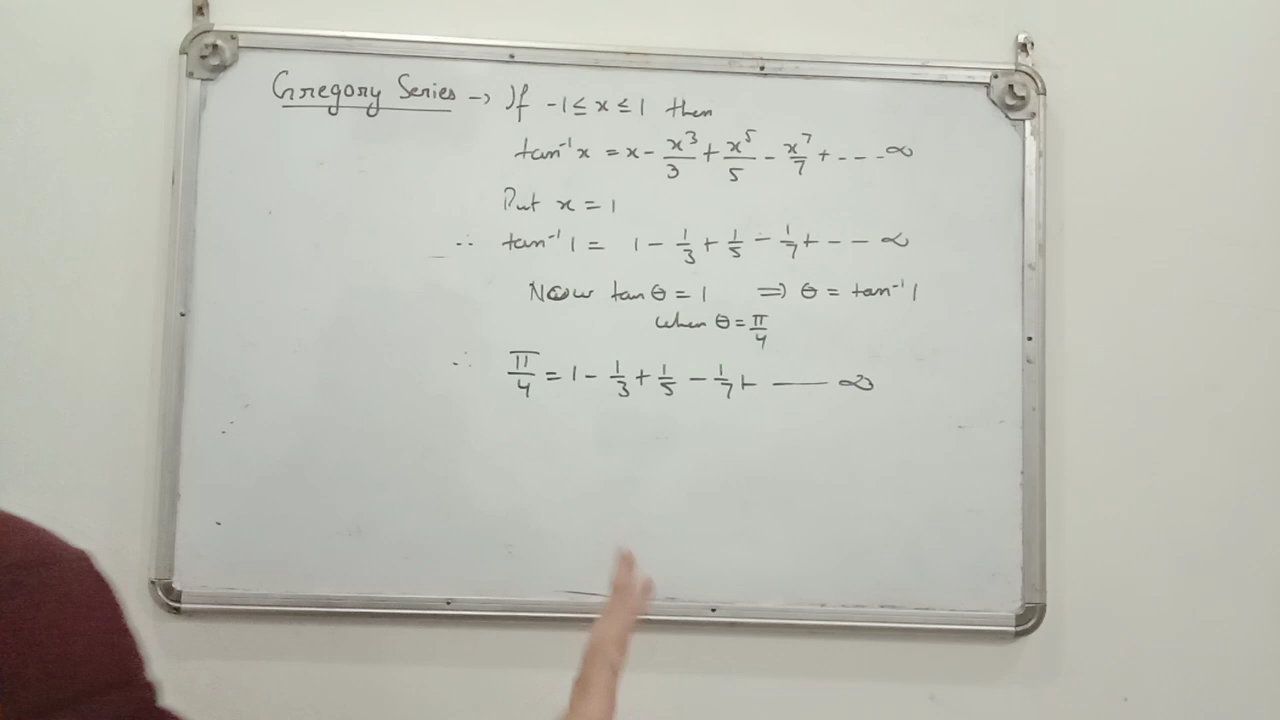 Gregory Series → If -1 ≤ x ≤ 1 then
tan⁻¹x = x - x³/3 + x⁵/5 - x⁷/7 + - - - ∞
Put x = 1
∴ tan⁻¹1 = 1 - 1/3 + 1/5 - 1/7 + - - - ∞
Now tan θ = 1 ⇒ θ = tan⁻¹1
when θ = π/4
∴ π/4 = 1 - 1/3 + 1/5 - 1/7 + —— ∞